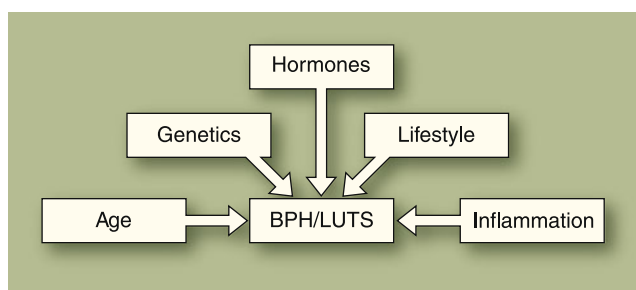 Hormones
Genetics
Lifestyle
Age
BPH/LUTS
Inflammation